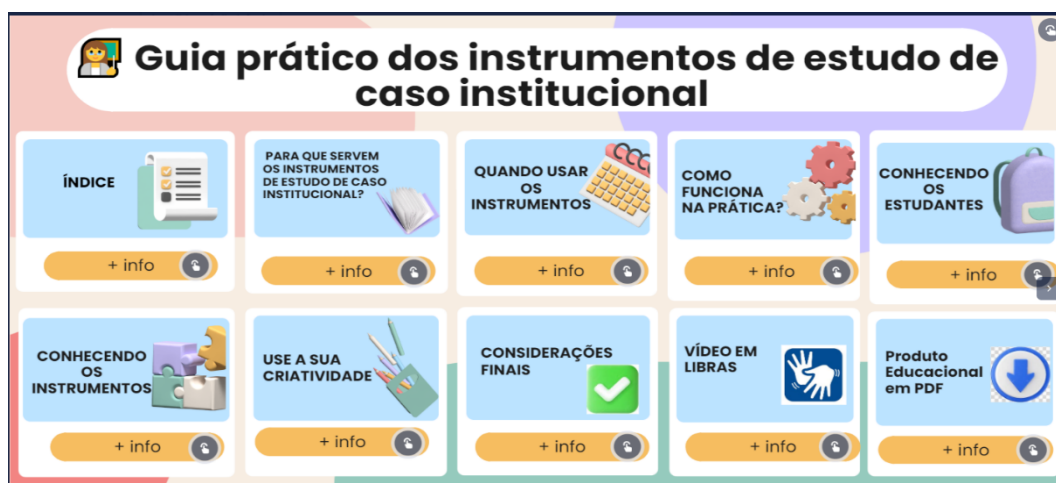 Guia prático dos instrumentos de estudo de
caso institucional
ÍNDICE
+ info
PARA QUE SERVEM
OS INSTRUMENTOS
DE ESTUDO DE CASO
INSTITUCIONAL?
+ info
QUANDO USAR
OS
INSTRUMENTOS
+ info
COMO
FUNCIONA
NA PRÁTICA?
+ info
CONHECENDO
OS
ESTUDANTES
+ info
CONHECENDO
OS
INSTRUMENTOS
+ info
USE A SUA
CRIATIVIDADE
+ info
CONSIDERAÇÕES
FINAIS
+ info
VÍDEO EM
LIBRAS
+ info
Produto
Educacional
em PDF
+ info